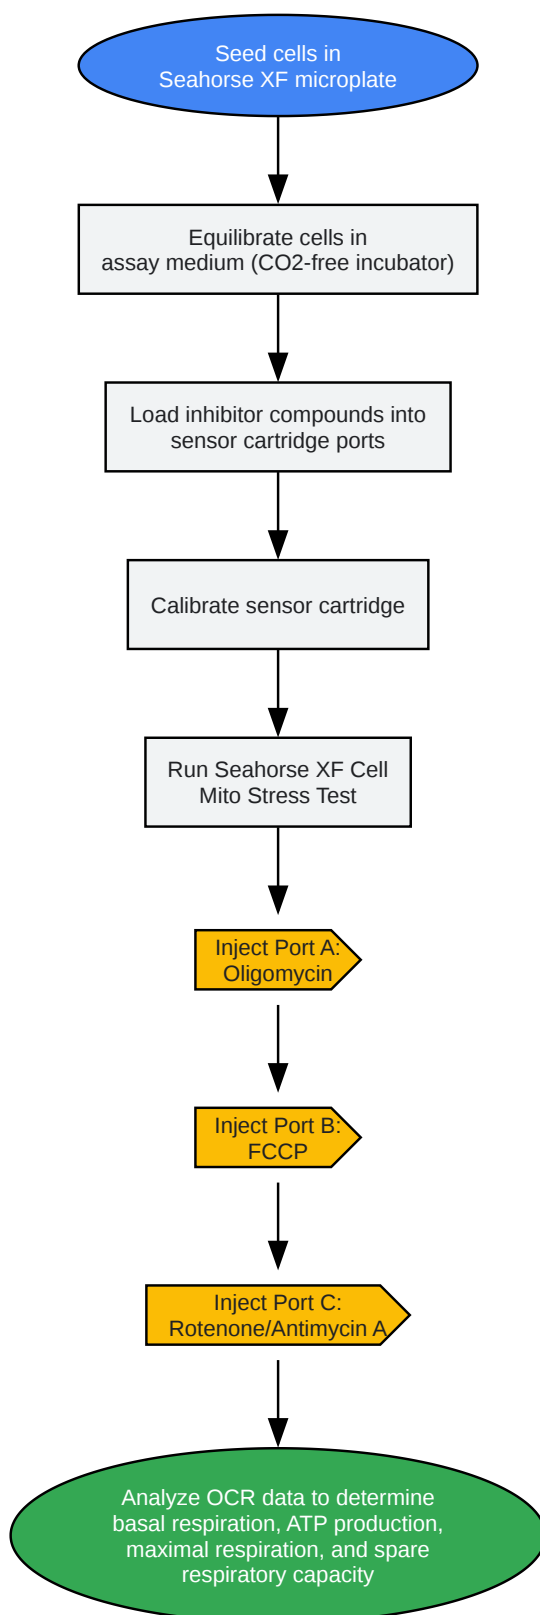 Seed cells in
Seahorse XF microplate
Equilibrate cells in
assay medium (CO2-free incubator)
Load inhibitor compounds into
sensor cartridge ports
Calibrate sensor cartridge
Run Seahorse XF Cell
Mito Stress Test
Inject Port A:
Oligomycin
Inject Port B:
FCCP
Inject Port C:
Rotenone/Antimycin A
Analyze OCR data to determine
basal respiration, ATP production,
maximal respiration, and spare
respiratory capacity